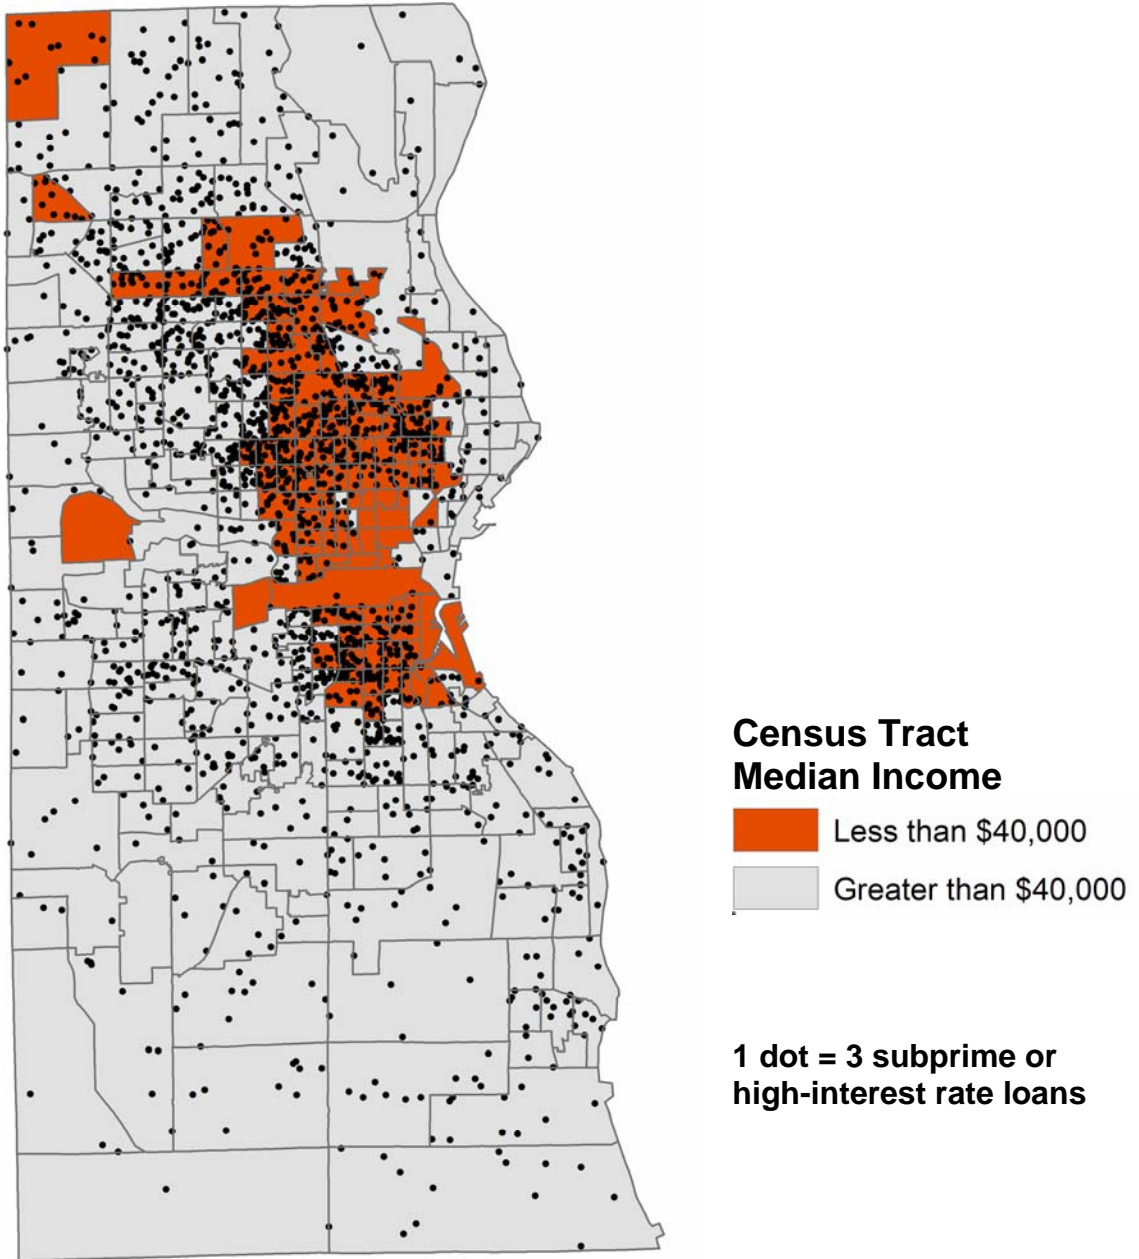 Census Tract
Median Income
Less than $40,000
Greater than $40,000
1 dot = 3 subprime or
high-interest rate loans